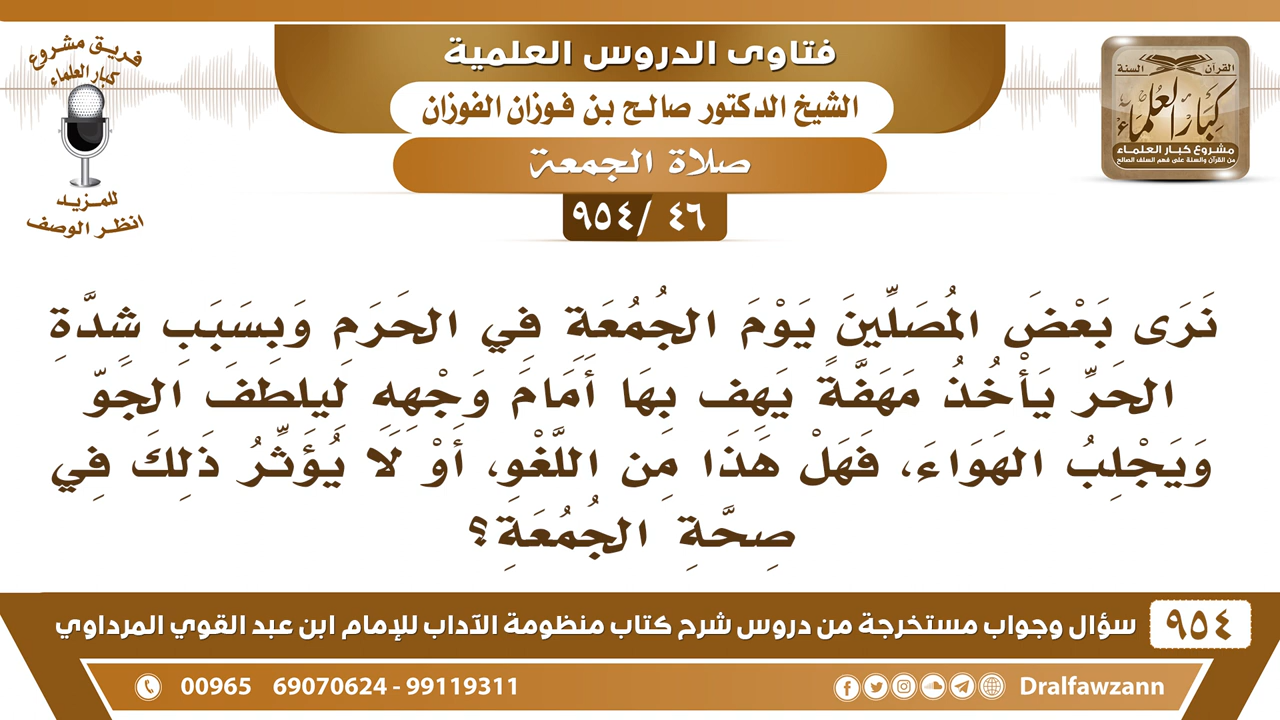 فريق مشروع
كبار العلماء
للمزيد
انظر الوصف
فتاوى الدروس العلمية
الشيخ الدكتور صالح بن فوزان الفوزان
صلاة الجمعة
٤٦ /٩٥٤
القرآن السنة
كبار العلماء
مشروع كبار العلماء
من القرآن والسنة على فهم السلف الصالح
نَرَى بَعْضَ المُصَلِّينَ يَوْمَ الجُمُعَةِ في الحَرَمِ وَبِسَبَبِ شِدَّةِ
الحَرِّ يَأْخُذُ مَهَفَّةً يَهِف بِهَا أَمَامَ وَجْهِهِ لِيلطِفَ الجَوّ
وَيَجْلِبُ الهَوَاءَ، فَهَلْ هَذَا مِن اللَّغْوِ، أَوْ لَا يُؤَثِّرُ ذَلِكَ فِي
صِحَّةِ الجُمُعَةِ؟
٩٥٤ سؤال وجواب مستخرجة من دروس شرح كتاب منظومة الآداب للإمام ابن عبد القوي المرداوي
00965 69070624 - 99119311
Dralfawzann